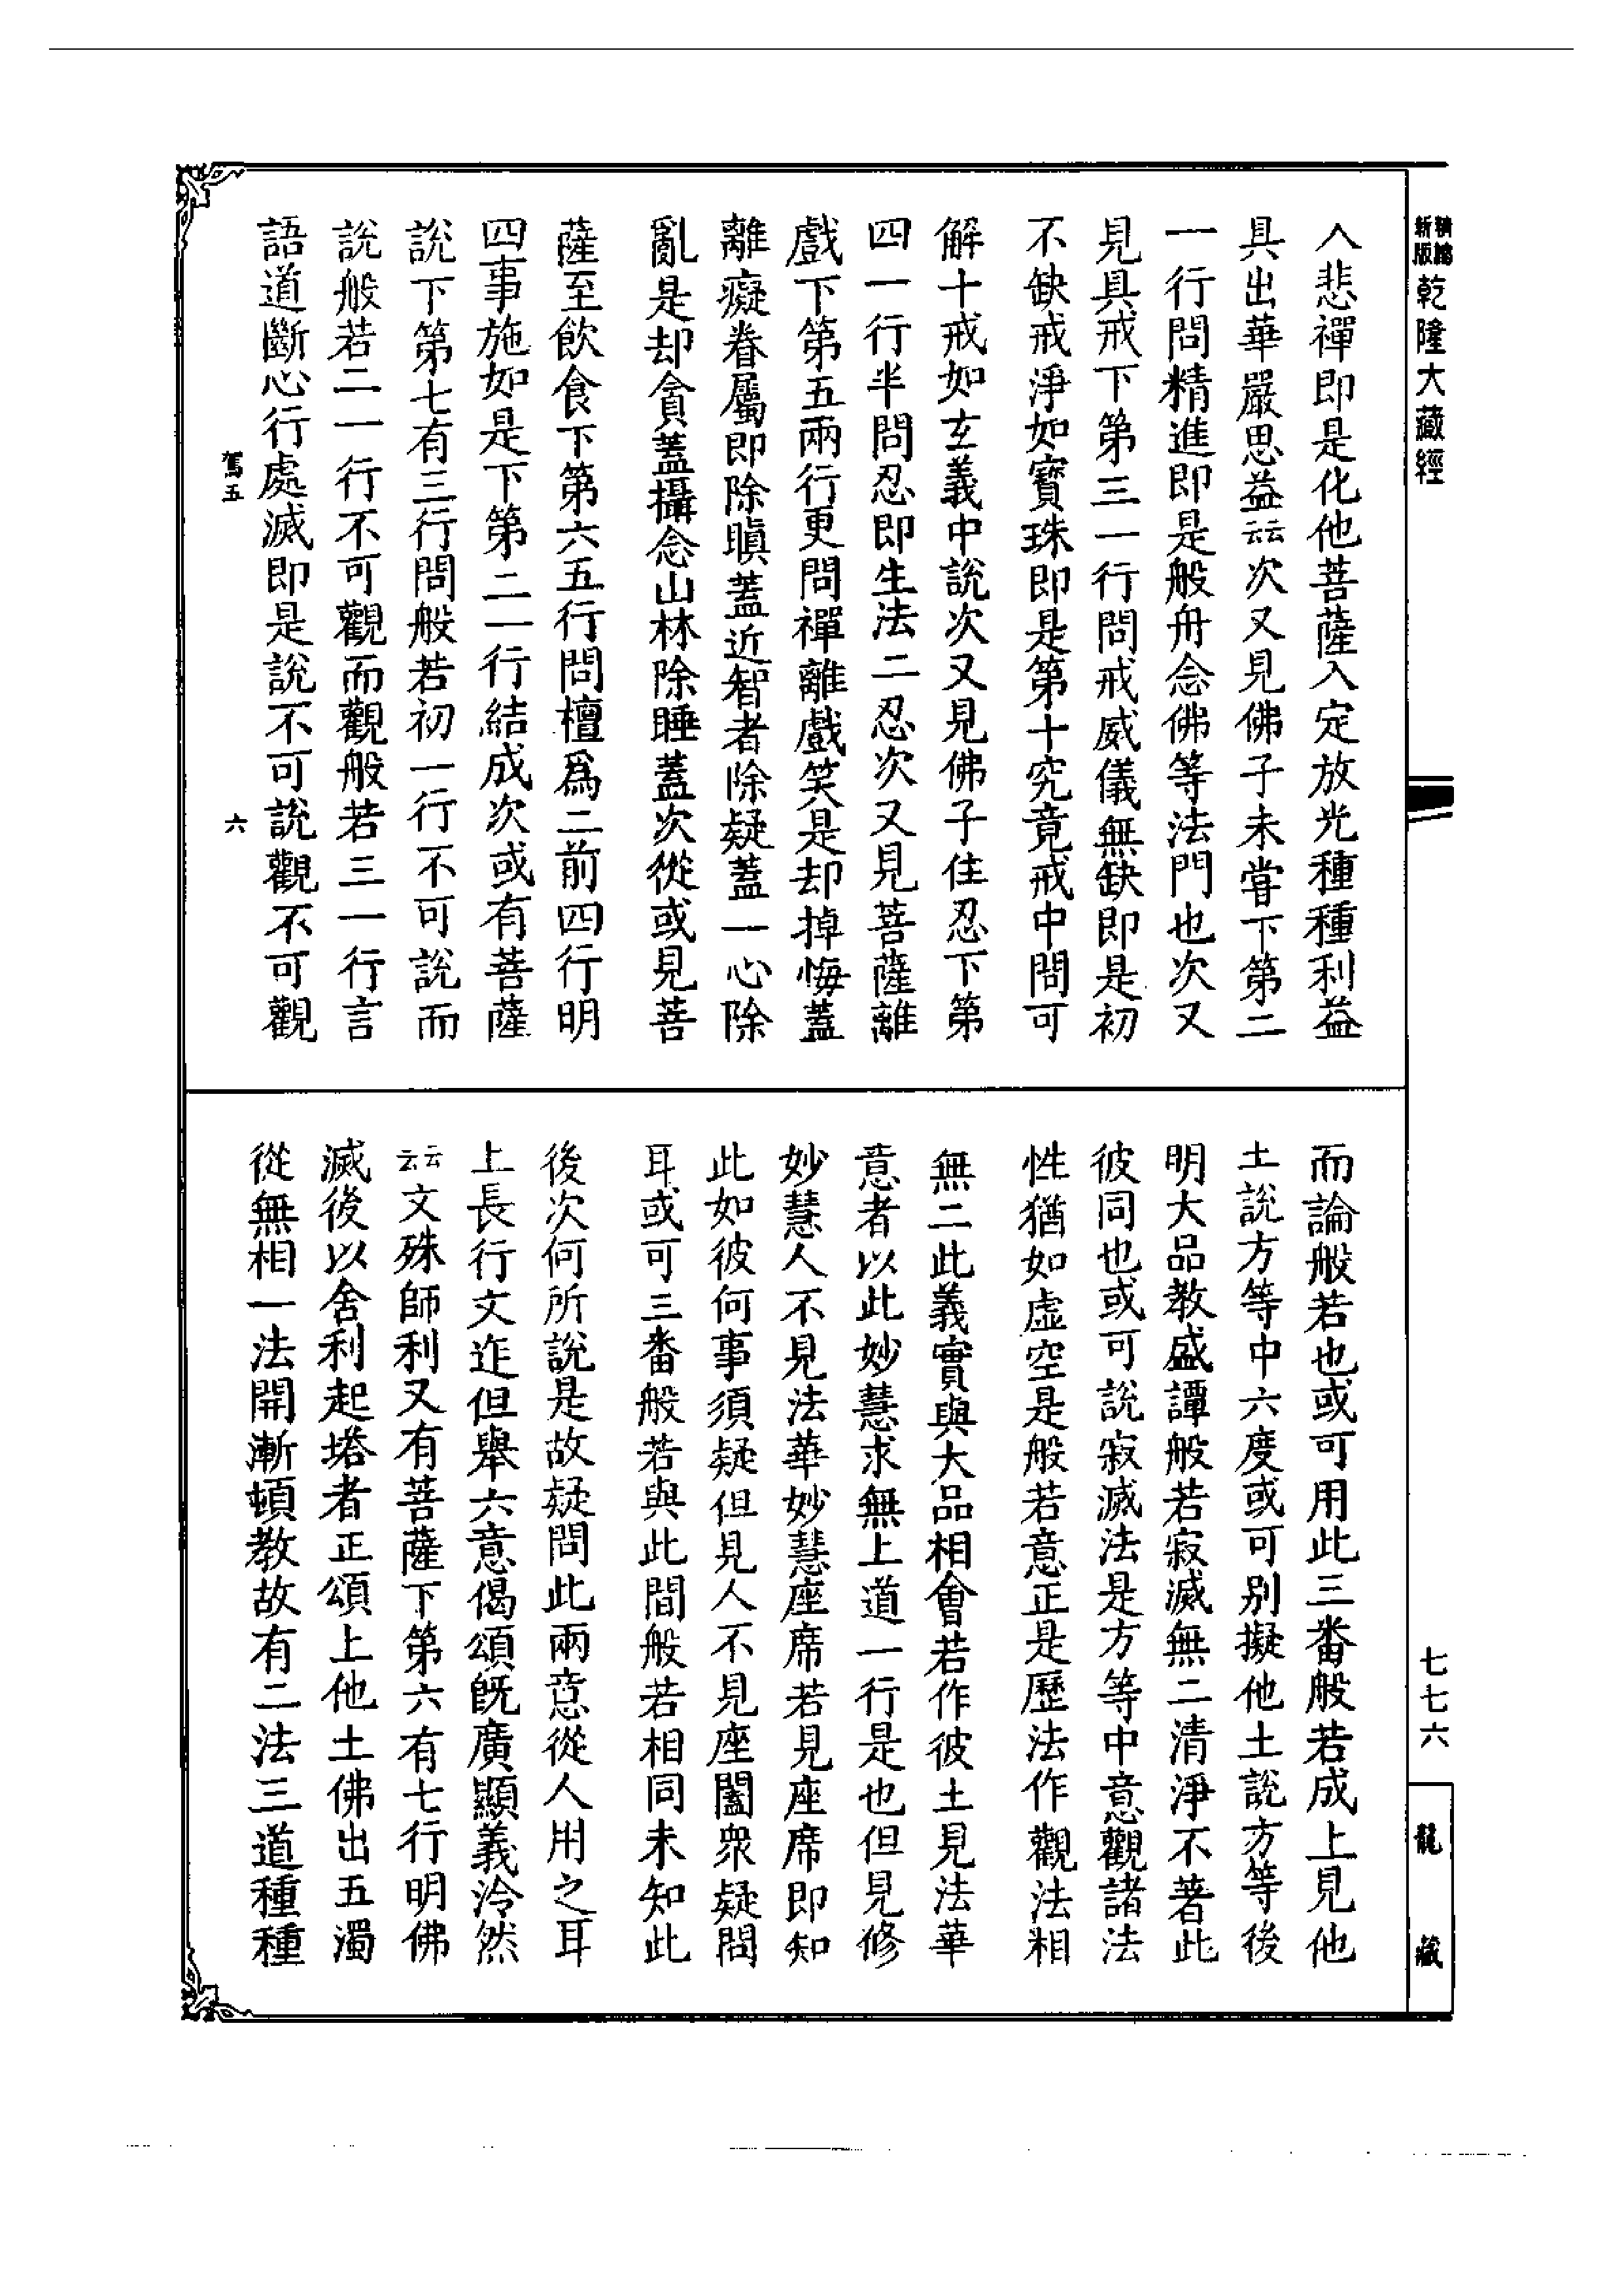 新版 精縮 乾隆大藏經
入悲禪即是化他菩薩入定放光種種利益
具出華嚴思益云云次又見佛子未甞下第二
一行問精進即是般舟念佛等法門也次又
見具戒下第三一行問戒威儀無缺即是初
不缺戒淨如寶珠即是第十究竟戒中間可
解十戒如玄義中說次又見佛子住忍下第
四一行半問忍即生法二忍次又見菩薩離
戲下第五兩行更問禪離戲笑是却掉悔蓋
離癡眷屬即除瞋蓋近智者除疑蓋一心除
亂是却貪蓋攝念山林除睡蓋次從或見菩
薩至飲食下第六五行問檀為二前四行明
四事施如是下第二一行結成次或有菩薩
說下第七有三行問般若初一行不可說而
說般若二一行不可觀而觀般若三一行言
語道斷心行處滅即是說不可說觀不可觀
駕五 六
而論般若也或可用此三番般若成上見他
土說方等中六度或可別擬他土說方等後
明大品教盛譚般若寂滅無二清淨不著此
彼同也或可說寂滅法是方等中意觀諸法
性猶如虛空是般若意正是歷法作觀法相
無二此義實與大品相會若作彼土見法華
意者以此妙慧求無上道一行是也但見修
妙慧人不見法華妙慧座席若見座席即知
此如彼何事須疑但見人不見座闔衆疑問
耳或可三番般若與此間般若相同未知此
後次何所說是故疑問此兩意從人用之耳
上長行文迮但舉六意偈頌既廣顯義泠然
云云文殊師利又有菩薩下第六有七行明佛
滅後以舍利起塔者正頌上他土佛出五濁
從無相一法開漸頓教故有二法三道種種
七七六
龍藏